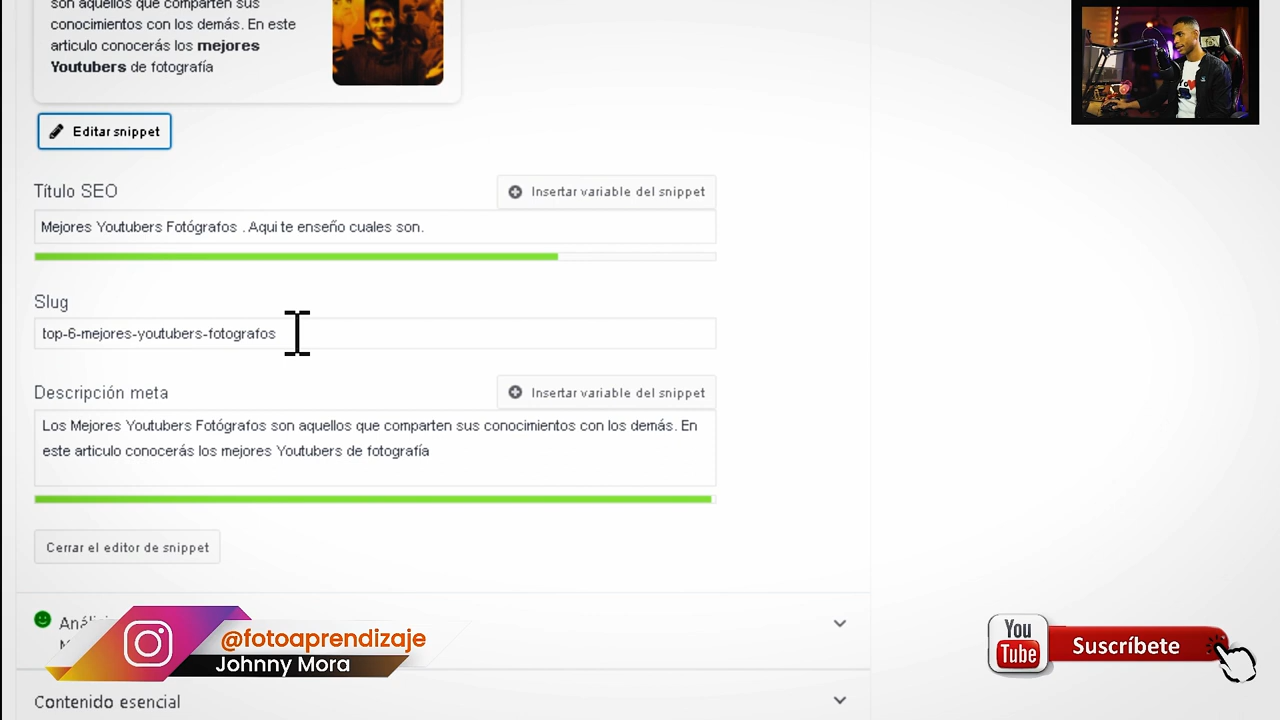 son aquellos que comparten sus
conocimientos con los demás. En este
articulo conocerás los mejores
Youtubers de fotografía
Editar snippet
Título SEO
Insertar variable del snippet
Mejores Youtubers Fotógrafos . Aqui te enseño cuales son.
Slug
top-6-mejores-youtubers-fotografos
Descripción meta
Insertar variable del snippet
Los Mejores Youtubers Fotógrafos son aquellos que comparten sus conocimientos con los demás. En
este articulo conocerás los mejores Youtubers de fotografía
Cerrar el editor de snippet
@fotoaprendizaje
Johnny Mora
You
Tube
Suscríbete
Contenido esencial